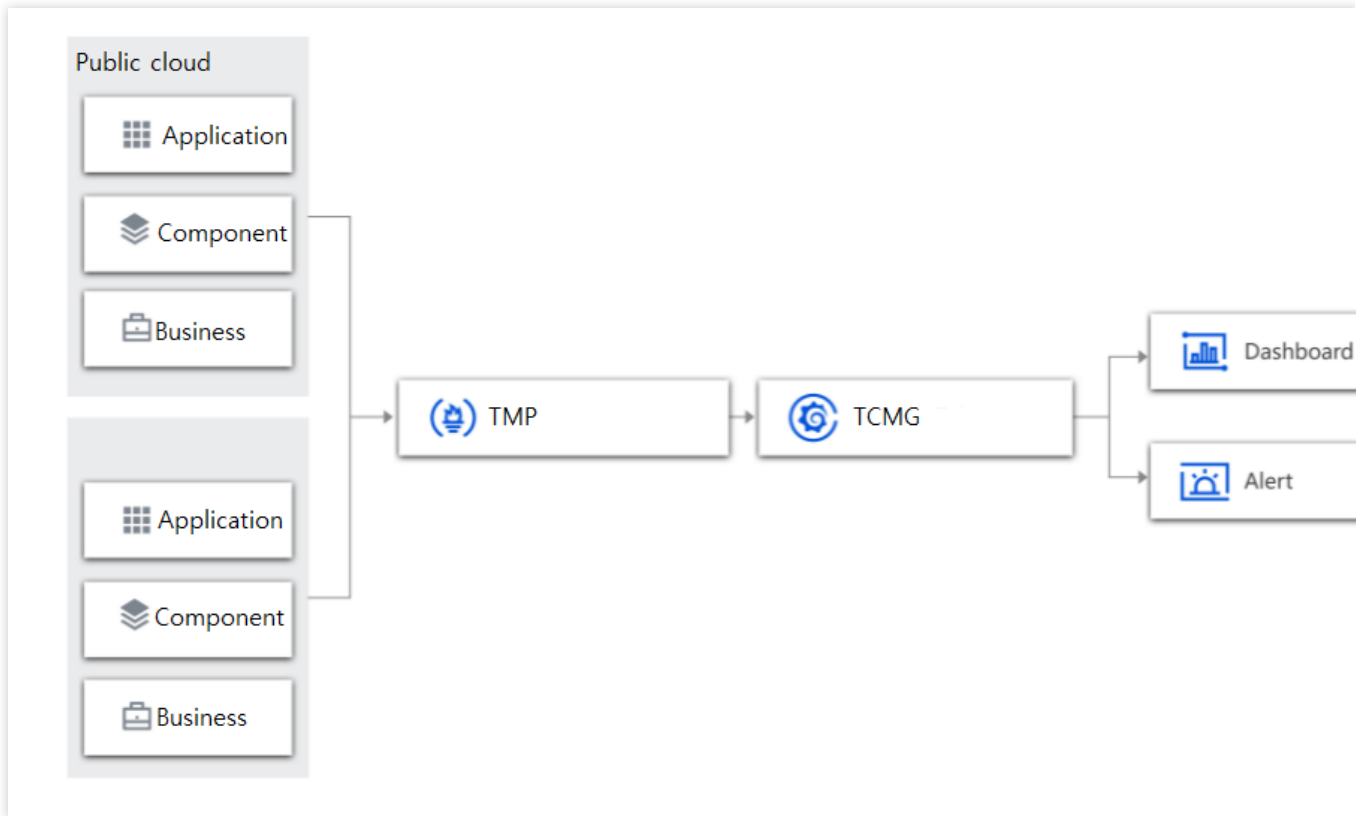 Public cloud
Application
Component
Business
Application
Component
Business
TMP
TCMG
Dashboard
Alert